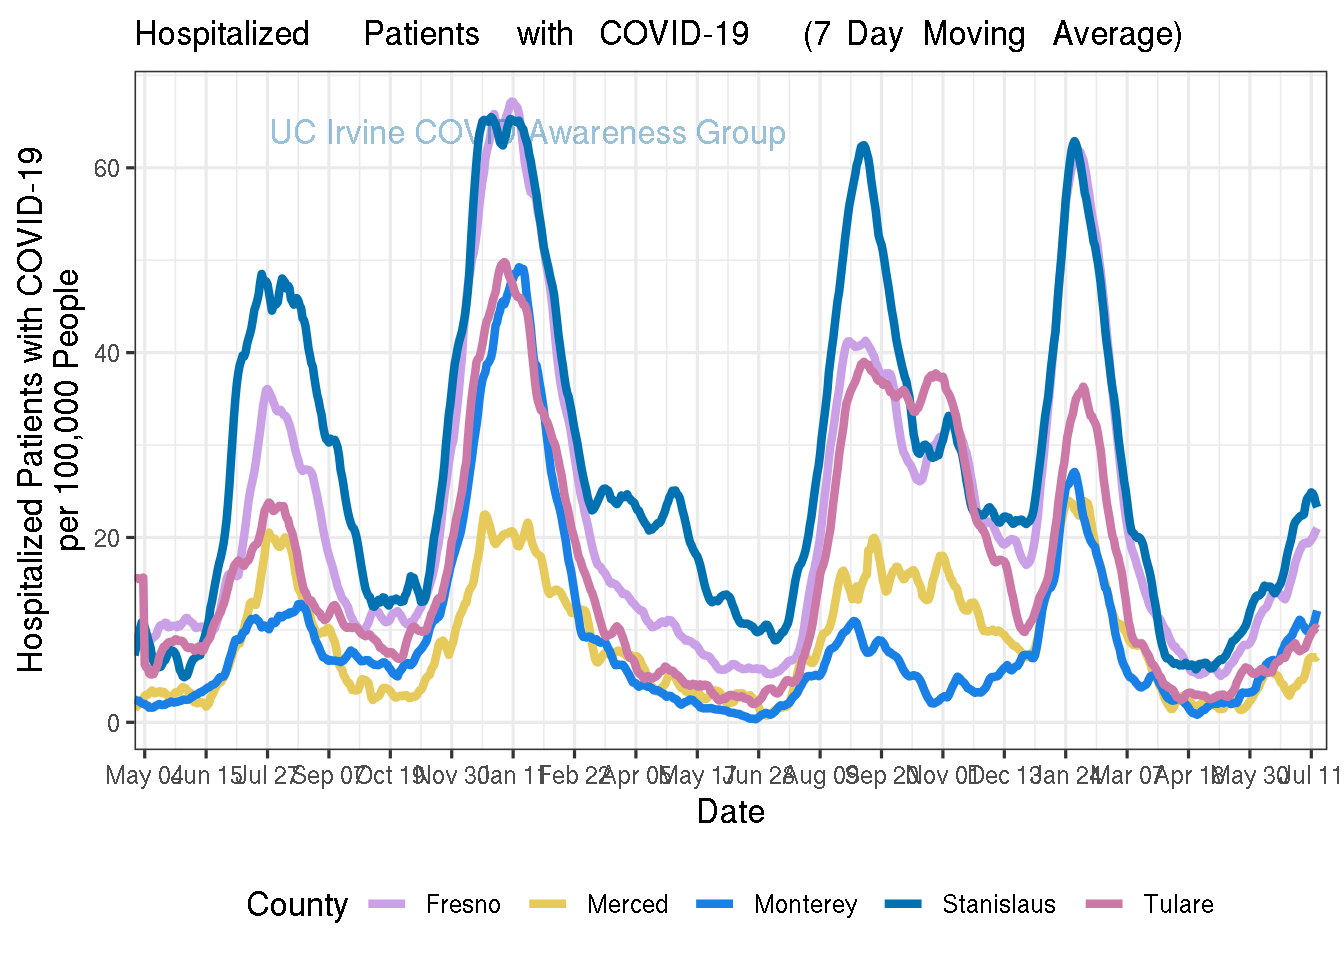 Hospitalized Patients with COVID-19 (7 Day Moving Average)
UC Irvine COVID Awareness Group
Hospitalized Patients with COVID-19
per 100,000 People
60
40
20
0
May 04 Jun 15 Jul 27 Sep 07 Oct 19 Nov 30 Jan 11 Feb 22 Apr 05 May 17 Jun 28 Aug 09 Sep 20 Nov 01 Dec 13 Jan 24 Mar 07 Apr 18 May 30 Jul 11
Date
County Fresno Merced Monterey Stanislaus Tulare